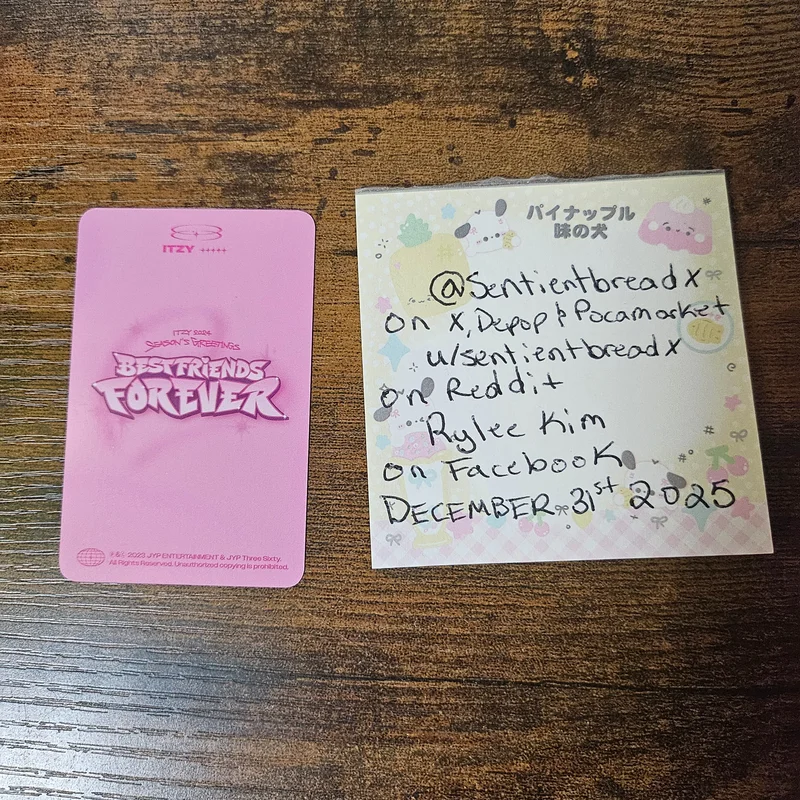 ITZY
ITZY 2024
SEASON'S GREETINGS
BESTFRIENDS
FOREVER
2023 JYP ENTERTAINMENT & JYP Three Sixty.
All Rights Reserved. Unauthorized copying is prohibited.
パイナップル
味の犬
@Sentientbreadx
on X, Depop & Pocamarket
u/sentientbreadx
on Reddit
Rylee Kim
on Facebook
DECEMBER 31st 2025